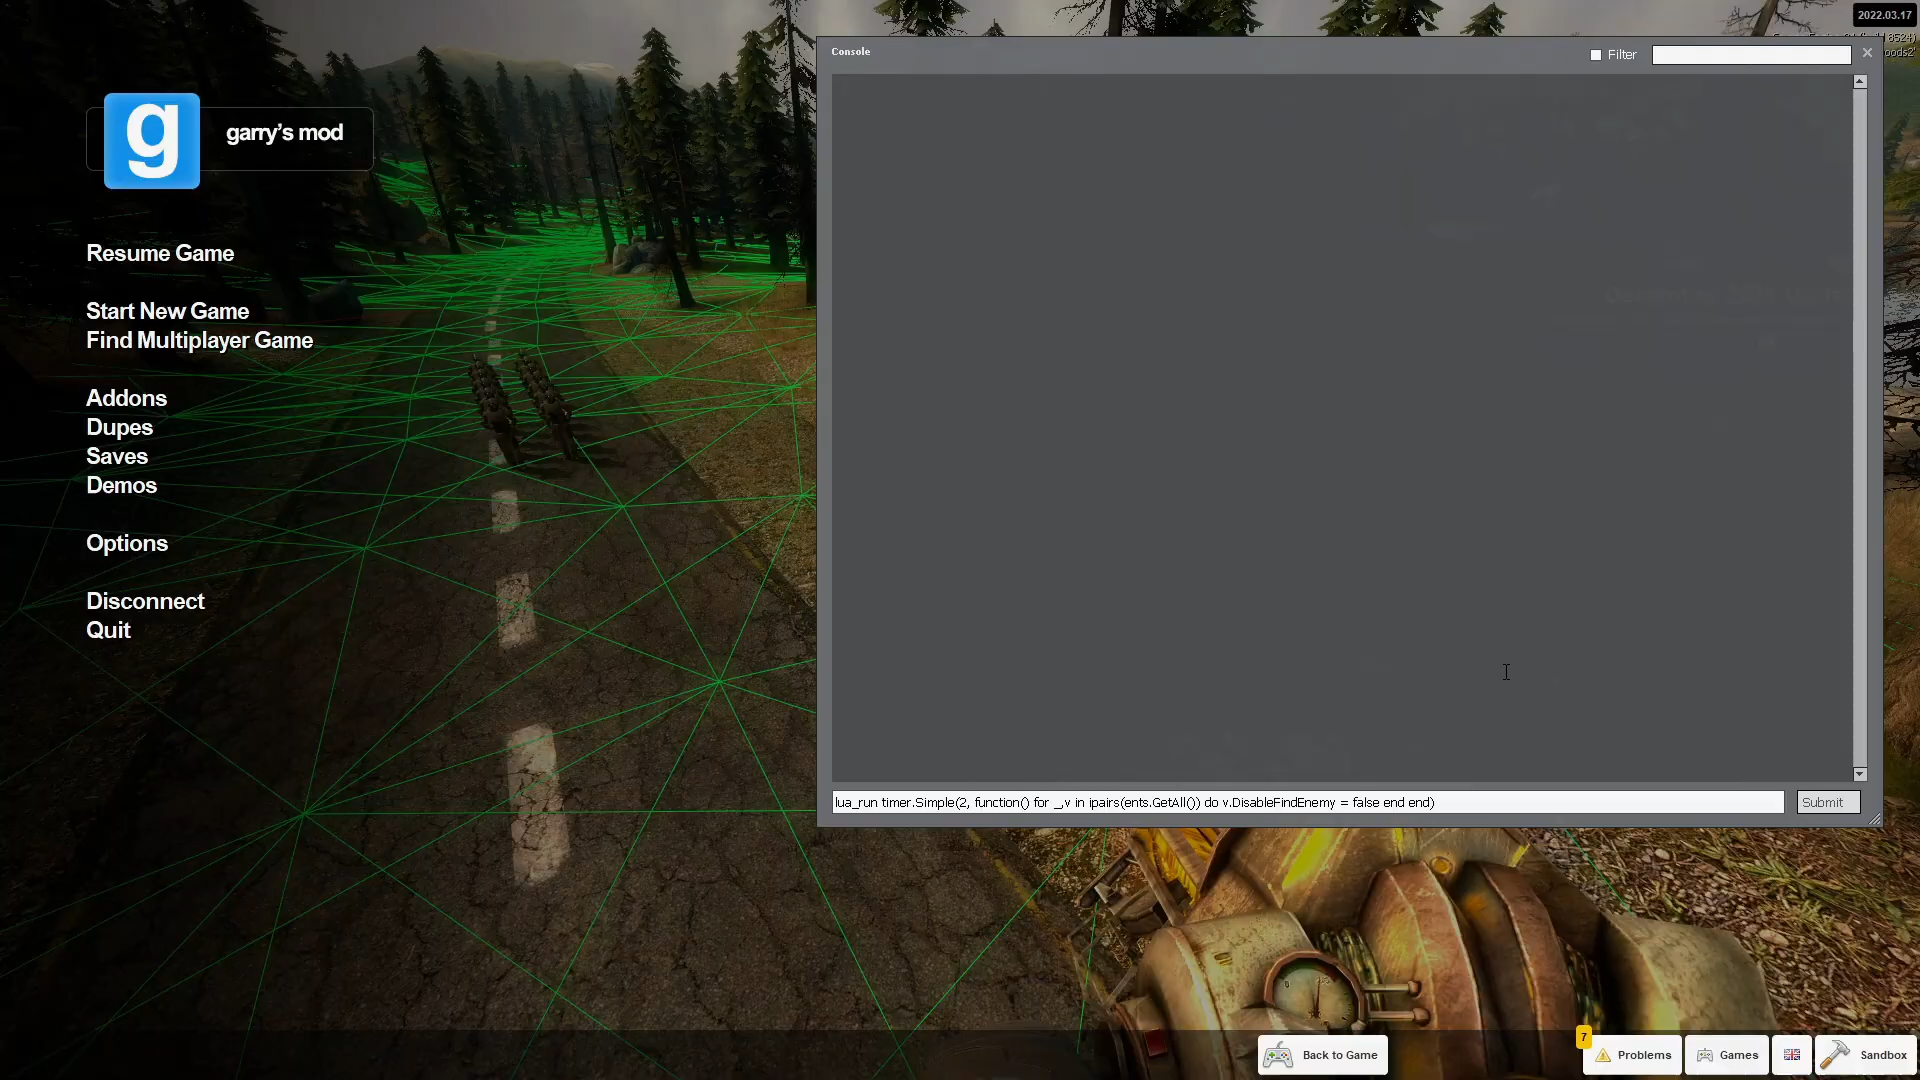 2022.03.17
8524)
oods2'
Console
Filter
g
garry's mod
Resume Game
Start New Game
Find Multiplayer Game
Addons
Dupes
Saves
Demos
Options
Disconnect
Quit
lua_run timer.Simple(2, function() for _,v in ipairs(ents.GetAll()) do v.DisableFindEnemy = false end end)
Submit
Back to Game
7
Problems
Games
Sandbox